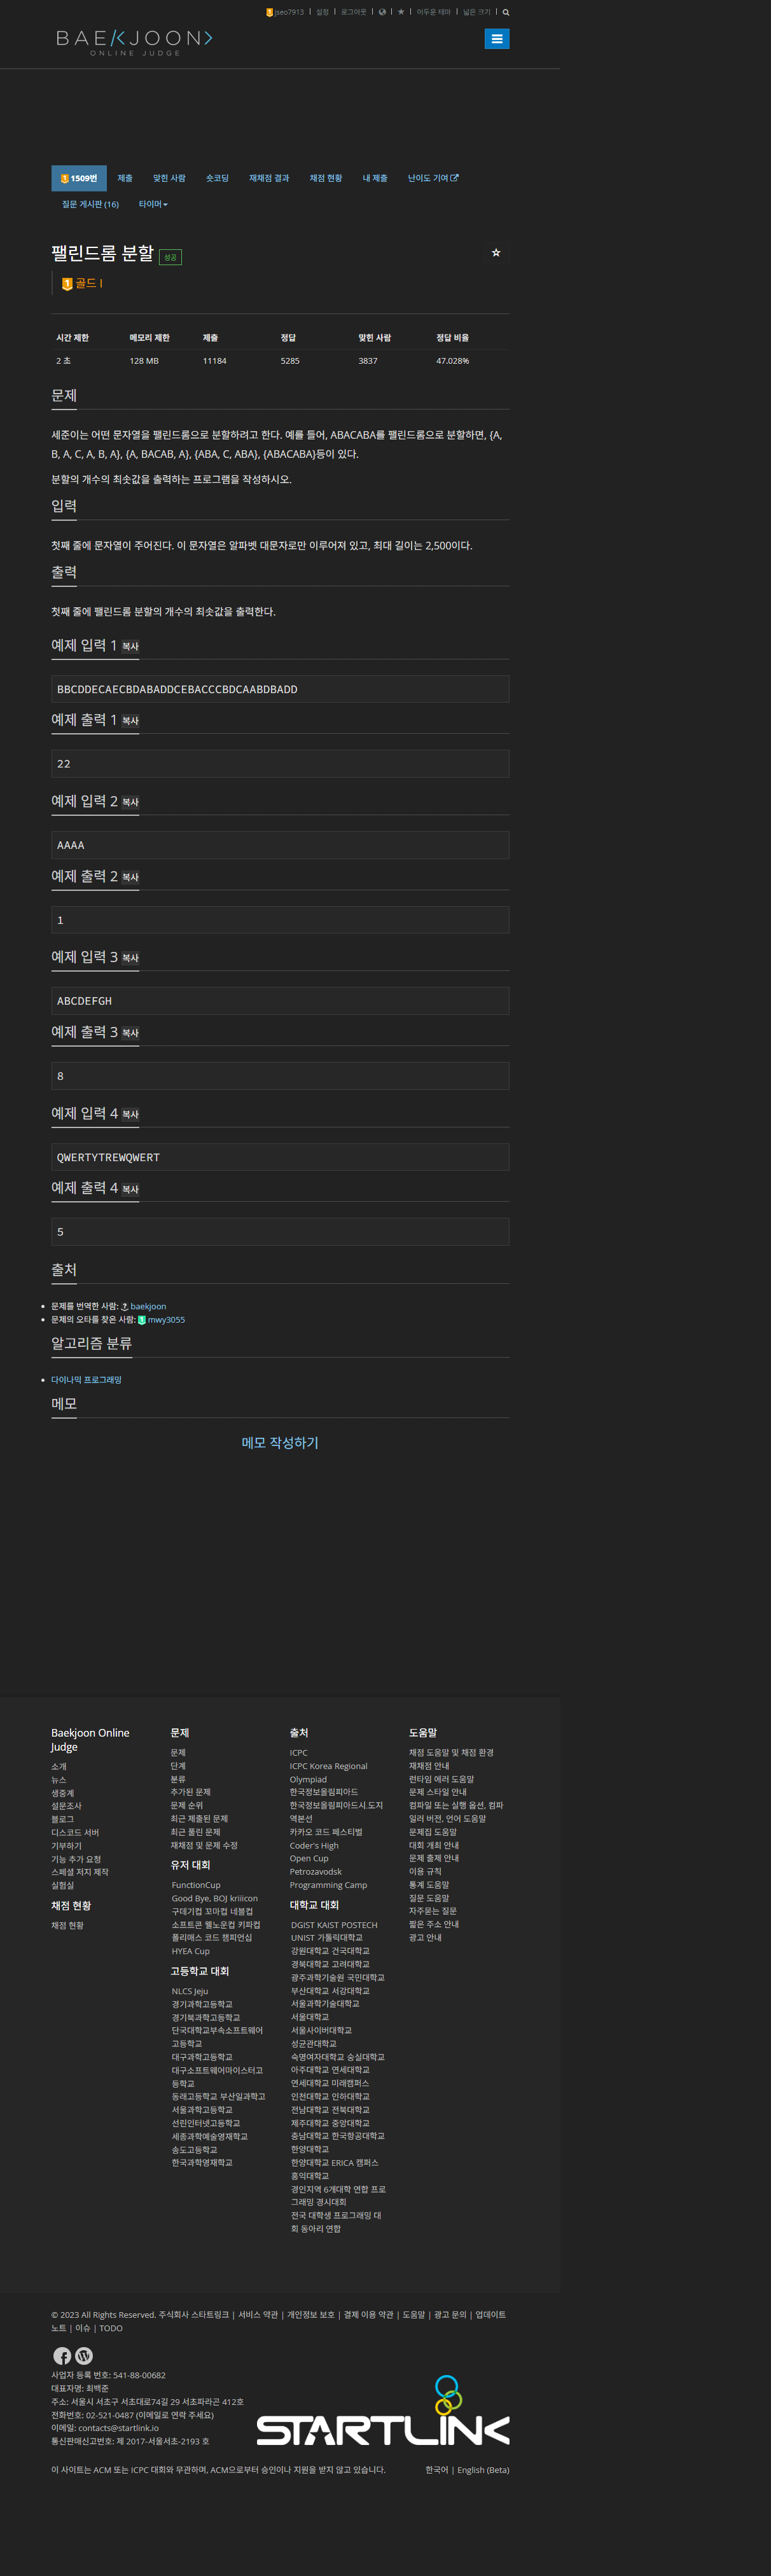 jseo7913 | 설정 | 로그아웃 | | | 어두운 테마 | 넓은 크기 |
BAEKJOON
ONLINE JUDGE
1509번 제출 맞힌 사람 숏코딩 재채점 결과 채점 현황 내 제출 난이도 기여
질문 게시판 (16) 타이머
팰린드롬 분할 성공
골드 I
시간 제한 메모리 제한 제출 정답 맞힌 사람 정답 비율
2 초 128 MB 11184 5285 3837 47.028%
문제
세준이는 어떤 문자열을 팰린드롬으로 분할하려고 한다. 예를 들어, ABACABA를 팰린드롬으로 분할하면, {A,
B, A, C, A, B, A}, {A, BACAB, A}, {ABA, C, ABA}, {ABACABA}등이 있다.
분할의 개수의 최솟값을 출력하는 프로그램을 작성하시오.
입력
첫째 줄에 문자열이 주어진다. 이 문자열은 알파벳 대문자로만 이루어져 있고, 최대 길이는 2,500이다.
출력
첫째 줄에 팰린드롬 분할의 개수의 최솟값을 출력한다.
예제 입력 1 복사
BBCDDECAECBDABADDCEBACCCBDCAABDBADD
예제 출력 1 복사
22
예제 입력 2 복사
AAAA
예제 출력 2 복사
1
예제 입력 3 복사
ABCDEFGH
예제 출력 3 복사
8
예제 입력 4 복사
QWERTYTREWQWERT
예제 출력 4 복사
5
출처
문제를 번역한 사람: baekjoon
문제의 오타를 찾은 사람: mwy3055
알고리즘 분류
다이나믹 프로그래밍
메모
메모 작성하기
Baekjoon Online
Judge
소개
뉴스
생중계
설문조사
블로그
디스코드 서버
기부하기
기능 추가 요청
스페셜 저지 제작
실험실
채점 현황
채점 현황
문제
문제
단계
분류
추가된 문제
문제 순위
최근 제출된 문제
최근 풀린 문제
재채점 및 문제 수정
유저 대회
FunctionCup
Good Bye, BOJ kriiicon
구데기컵 꼬마컵 네블컵
소프트콘 웰노운컵 키파컵
폴리매스 코드 챔피언십
HYEA Cup
고등학교 대회
NLCS Jeju
경기과학고등학교
경기북과학고등학교
단국대학교부속소프트웨어
고등학교
대구과학고등학교
대구소프트웨어마이스터고
등학교
동래고등학교 부산일과학고
서울과학고등학교
선린인터넷고등학교
세종과학예술영재학교
송도고등학교
한국과학영재학교
출처
ICPC
ICPC Korea Regional
Olympiad
한국정보올림피아드
한국정보올림피아드시.도지
역본선
카카오 코드 페스티벌
Coder's High
Open Cup
Petrozavodsk
Programming Camp
대학교 대회
DGIST KAIST POSTECH
UNIST 가톨릭대학교
강원대학교 건국대학교
경북대학교 고려대학교
광주과학기술원 국민대학교
부산대학교 서강대학교
서울과학기술대학교
서울대학교
서울사이버대학교
성균관대학교
숙명여자대학교 숭실대학교
아주대학교 연세대학교
연세대학교 미래캠퍼스
인천대학교 인하대학교
전남대학교 전북대학교
제주대학교 중앙대학교
충남대학교 한국항공대학교
한양대학교
한양대학교 ERICA 캠퍼스
홍익대학교
경인지역 6개대학 연합 프로
그래밍 경시대회
전국 대학생 프로그래밍 대
회 동아리 연합
도움말
채점 도움말 및 채점 환경
재채점 안내
런타임 에러 도움말
문제 스타일 안내
컴파일 또는 실행 옵션, 컴파
일러 버전, 언어 도움말
문제집 도움말
대회 개최 안내
문제 출제 안내
이용 규칙
통계 도움말
질문 도움말
자주묻는 질문
짧은 주소 안내
광고 안내
© 2023 All Rights Reserved. 주식회사 스타트링크 | 서비스 약관 | 개인정보 보호 | 결제 이용 약관 | 도움말 | 광고 문의 | 업데이트
노트 | 이슈 | TODO
사업자 등록 번호: 541-88-00682
대표자명: 최백준
주소: 서울시 서초구 서초대로74길 29 서초파라곤 412호
전화번호: 02-521-0487 (이메일로 연락 주세요)
이메일: contacts@startlink.io
통신판매신고번호: 제 2017-서울서초-2193 호
STARTLINK
이 사이트는 ACM 또는 ICPC 대회와 무관하며, ACM으로부터 승인이나 지원을 받지 않고 있습니다. 한국어 | English (Beta)